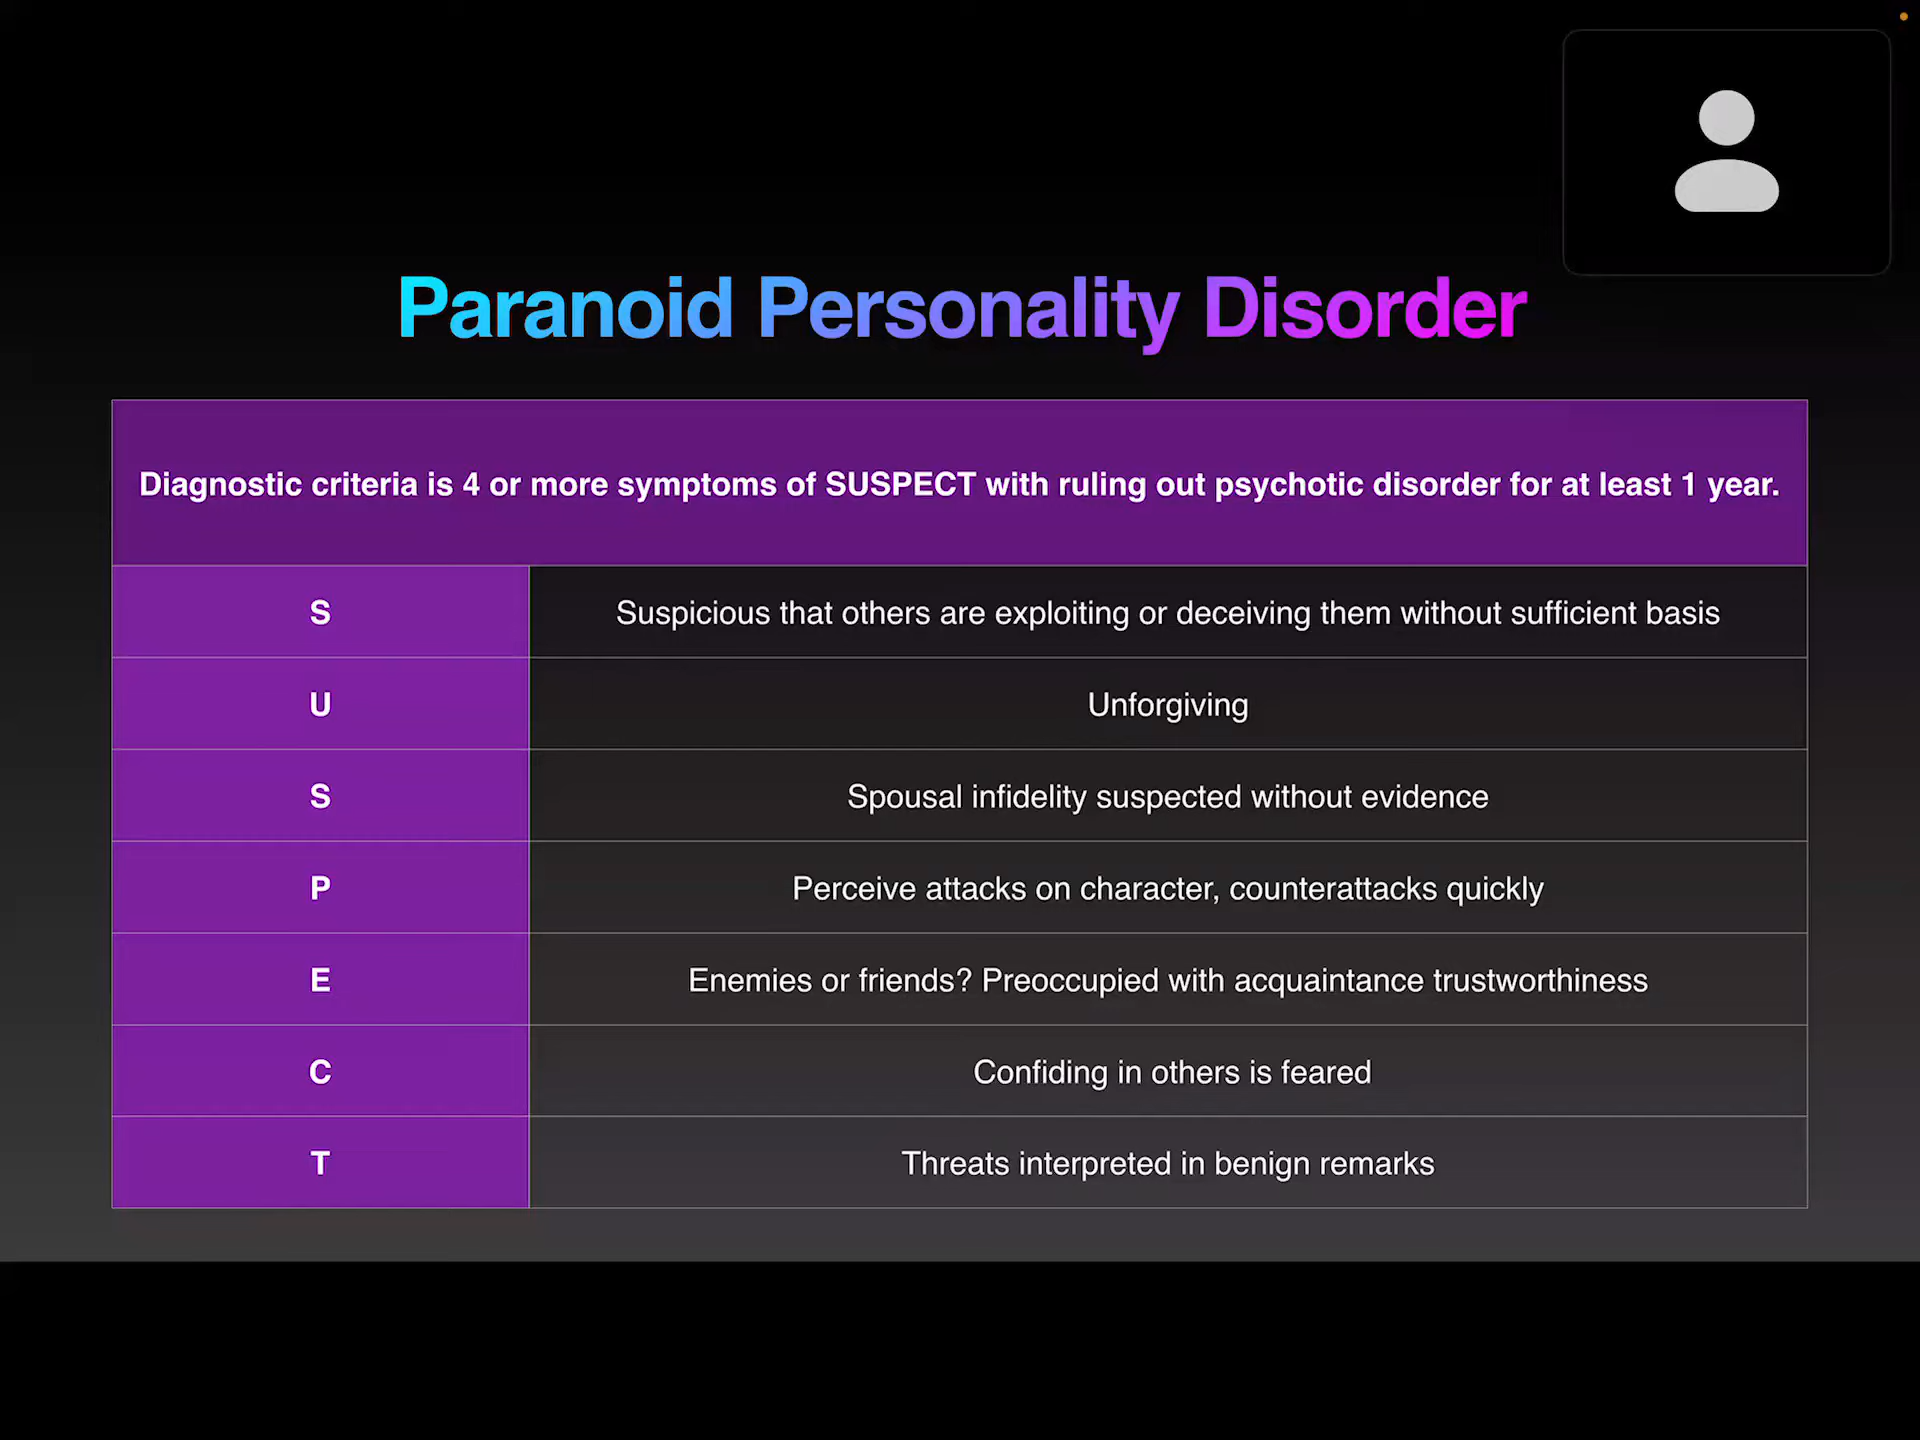 Paranoid Personality Disorder
Diagnostic criteria is 4 or more symptoms of SUSPECT with ruling out psychotic disorder for at least 1 year.
S Suspicious that others are exploiting or deceiving them without sufficient basis
U Unforgiving
S Spousal infidelity suspected without evidence
P Perceive attacks on character, counterattacks quickly
E Enemies or friends? Preoccupied with acquaintance trustworthiness
C Confiding in others is feared
T Threats interpreted in benign remarks